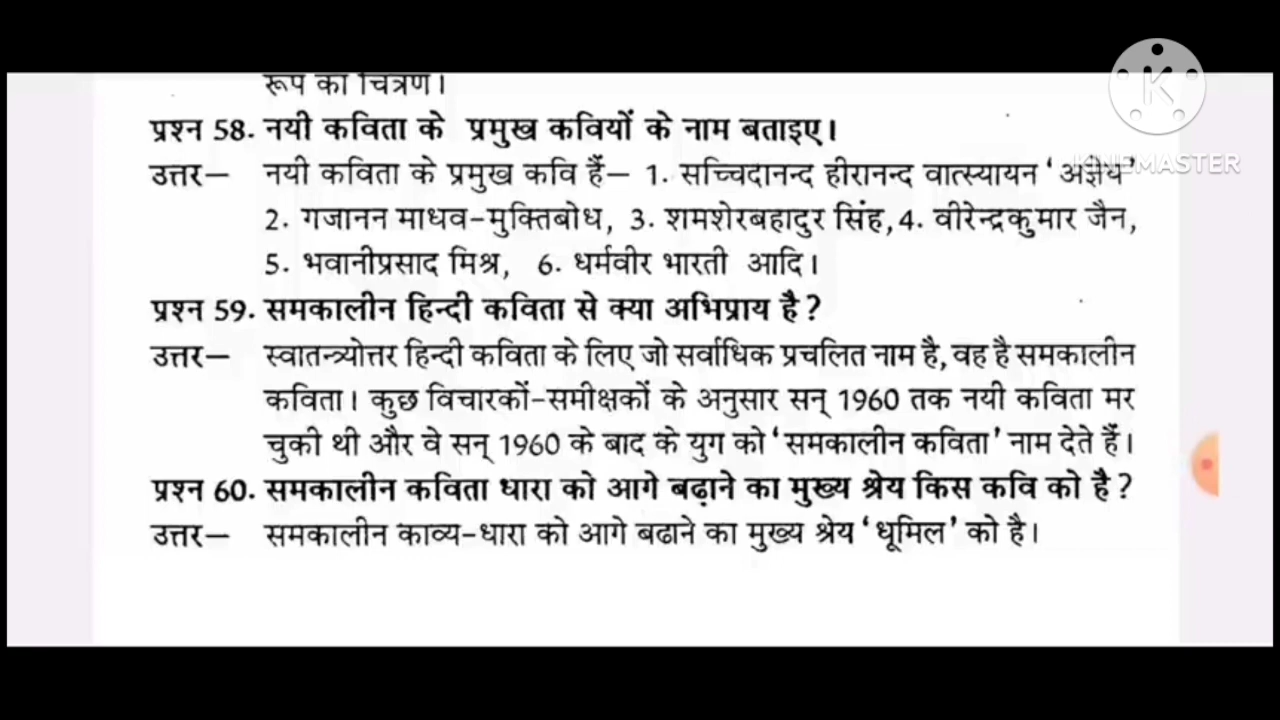 रूप का चित्रण।
प्रश्न 58. नयी कविता के प्रमुख कवियों के नाम बताइए।
उत्तर— नयी कविता के प्रमुख कवि हैं— 1. सच्चिदानन्द हीरानन्द वात्स्यायन ‘अज्ञेय’
KINEMASTER
2. गजानन माधव-मुक्तिबोध, 3. शमशेरबहादुर सिंह, 4. वीरेन्द्रकुमार जैन,
5. भवानीप्रसाद मिश्र, 6. धर्मवीर भारती आदि।
प्रश्न 59. समकालीन हिन्दी कविता से क्या अभिप्राय है?
उत्तर— स्वातन्त्र्योत्तर हिन्दी कविता के लिए जो सर्वाधिक प्रचलित नाम है, वह है समकालीन
कविता। कुछ विचारकों-समीक्षकों के अनुसार सन् 1960 तक नयी कविता मर
चुकी थी और वे सन् 1960 के बाद के युग को ‘समकालीन कविता’ नाम देते हैं।
प्रश्न 60. समकालीन कविता धारा को आगे बढ़ाने का मुख्य श्रेय किस कवि को है?
उत्तर— समकालीन काव्य-धारा को आगे बढाने का मुख्य श्रेय ‘धूमिल’ को है।